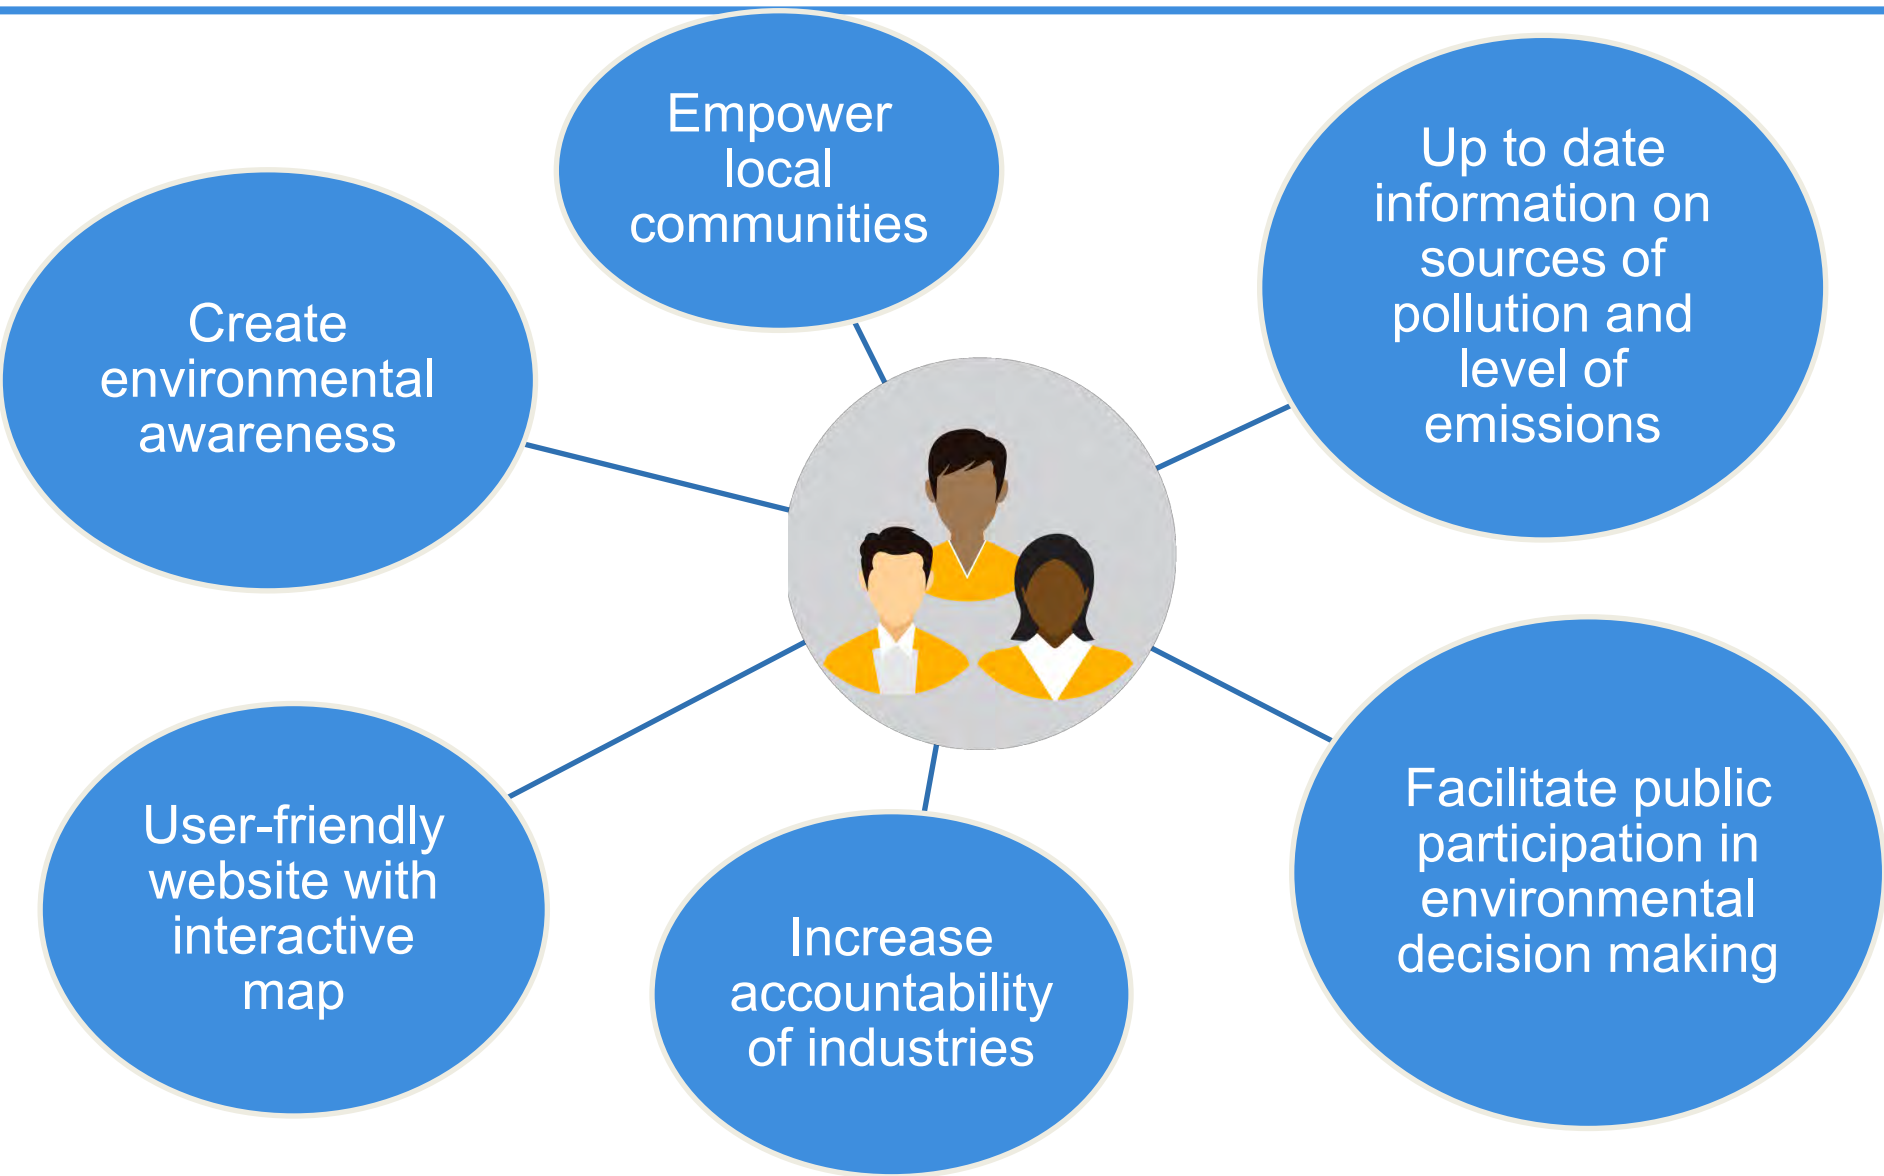 Empower
local
communities
Up to date
information on
sources of
pollution and
level of
emissions
Create
environmental
awareness
User-friendly
website with
interactive
map
Increase
accountability
of industries
Facilitate public
participation in
environmental
decision making